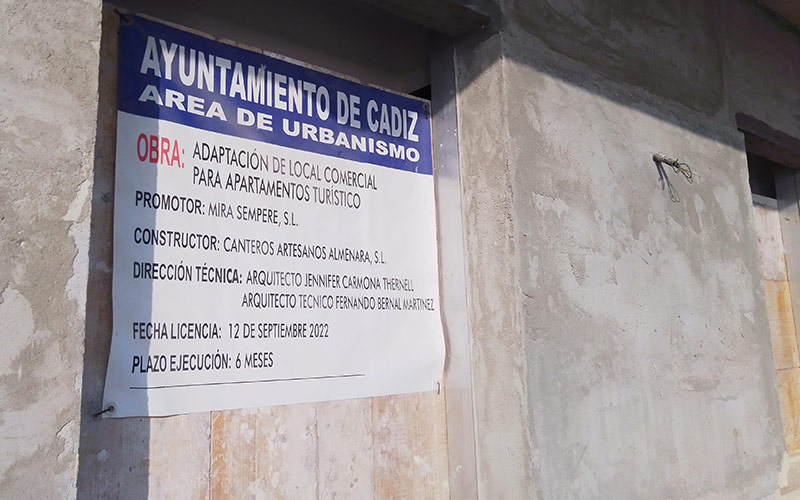 AYUNTAMIENTO DE CADIZ
AREA DE URBANISMO
OBRA: ADAPTACIÓN DE LOCAL COMERCIAL
PARA APARTAMENTOS TURÍSTICO
PROMOTOR: MIRA SEMPERE, S.L.
CONSTRUCTOR: CANTEROS ARTESANOS ALMENARA, S.L.
DIRECCIÓN TÉCNICA: ARQUITECTO JENNIFER CARMONA THERNELL
ARQUITECTO TECNICO FERNANDO BERNAL MARTINEZ
FECHA LICENCIA: 12 DE SEPTIEMBRE 2022
PLAZO EJECUCIÓN: 6 MESES